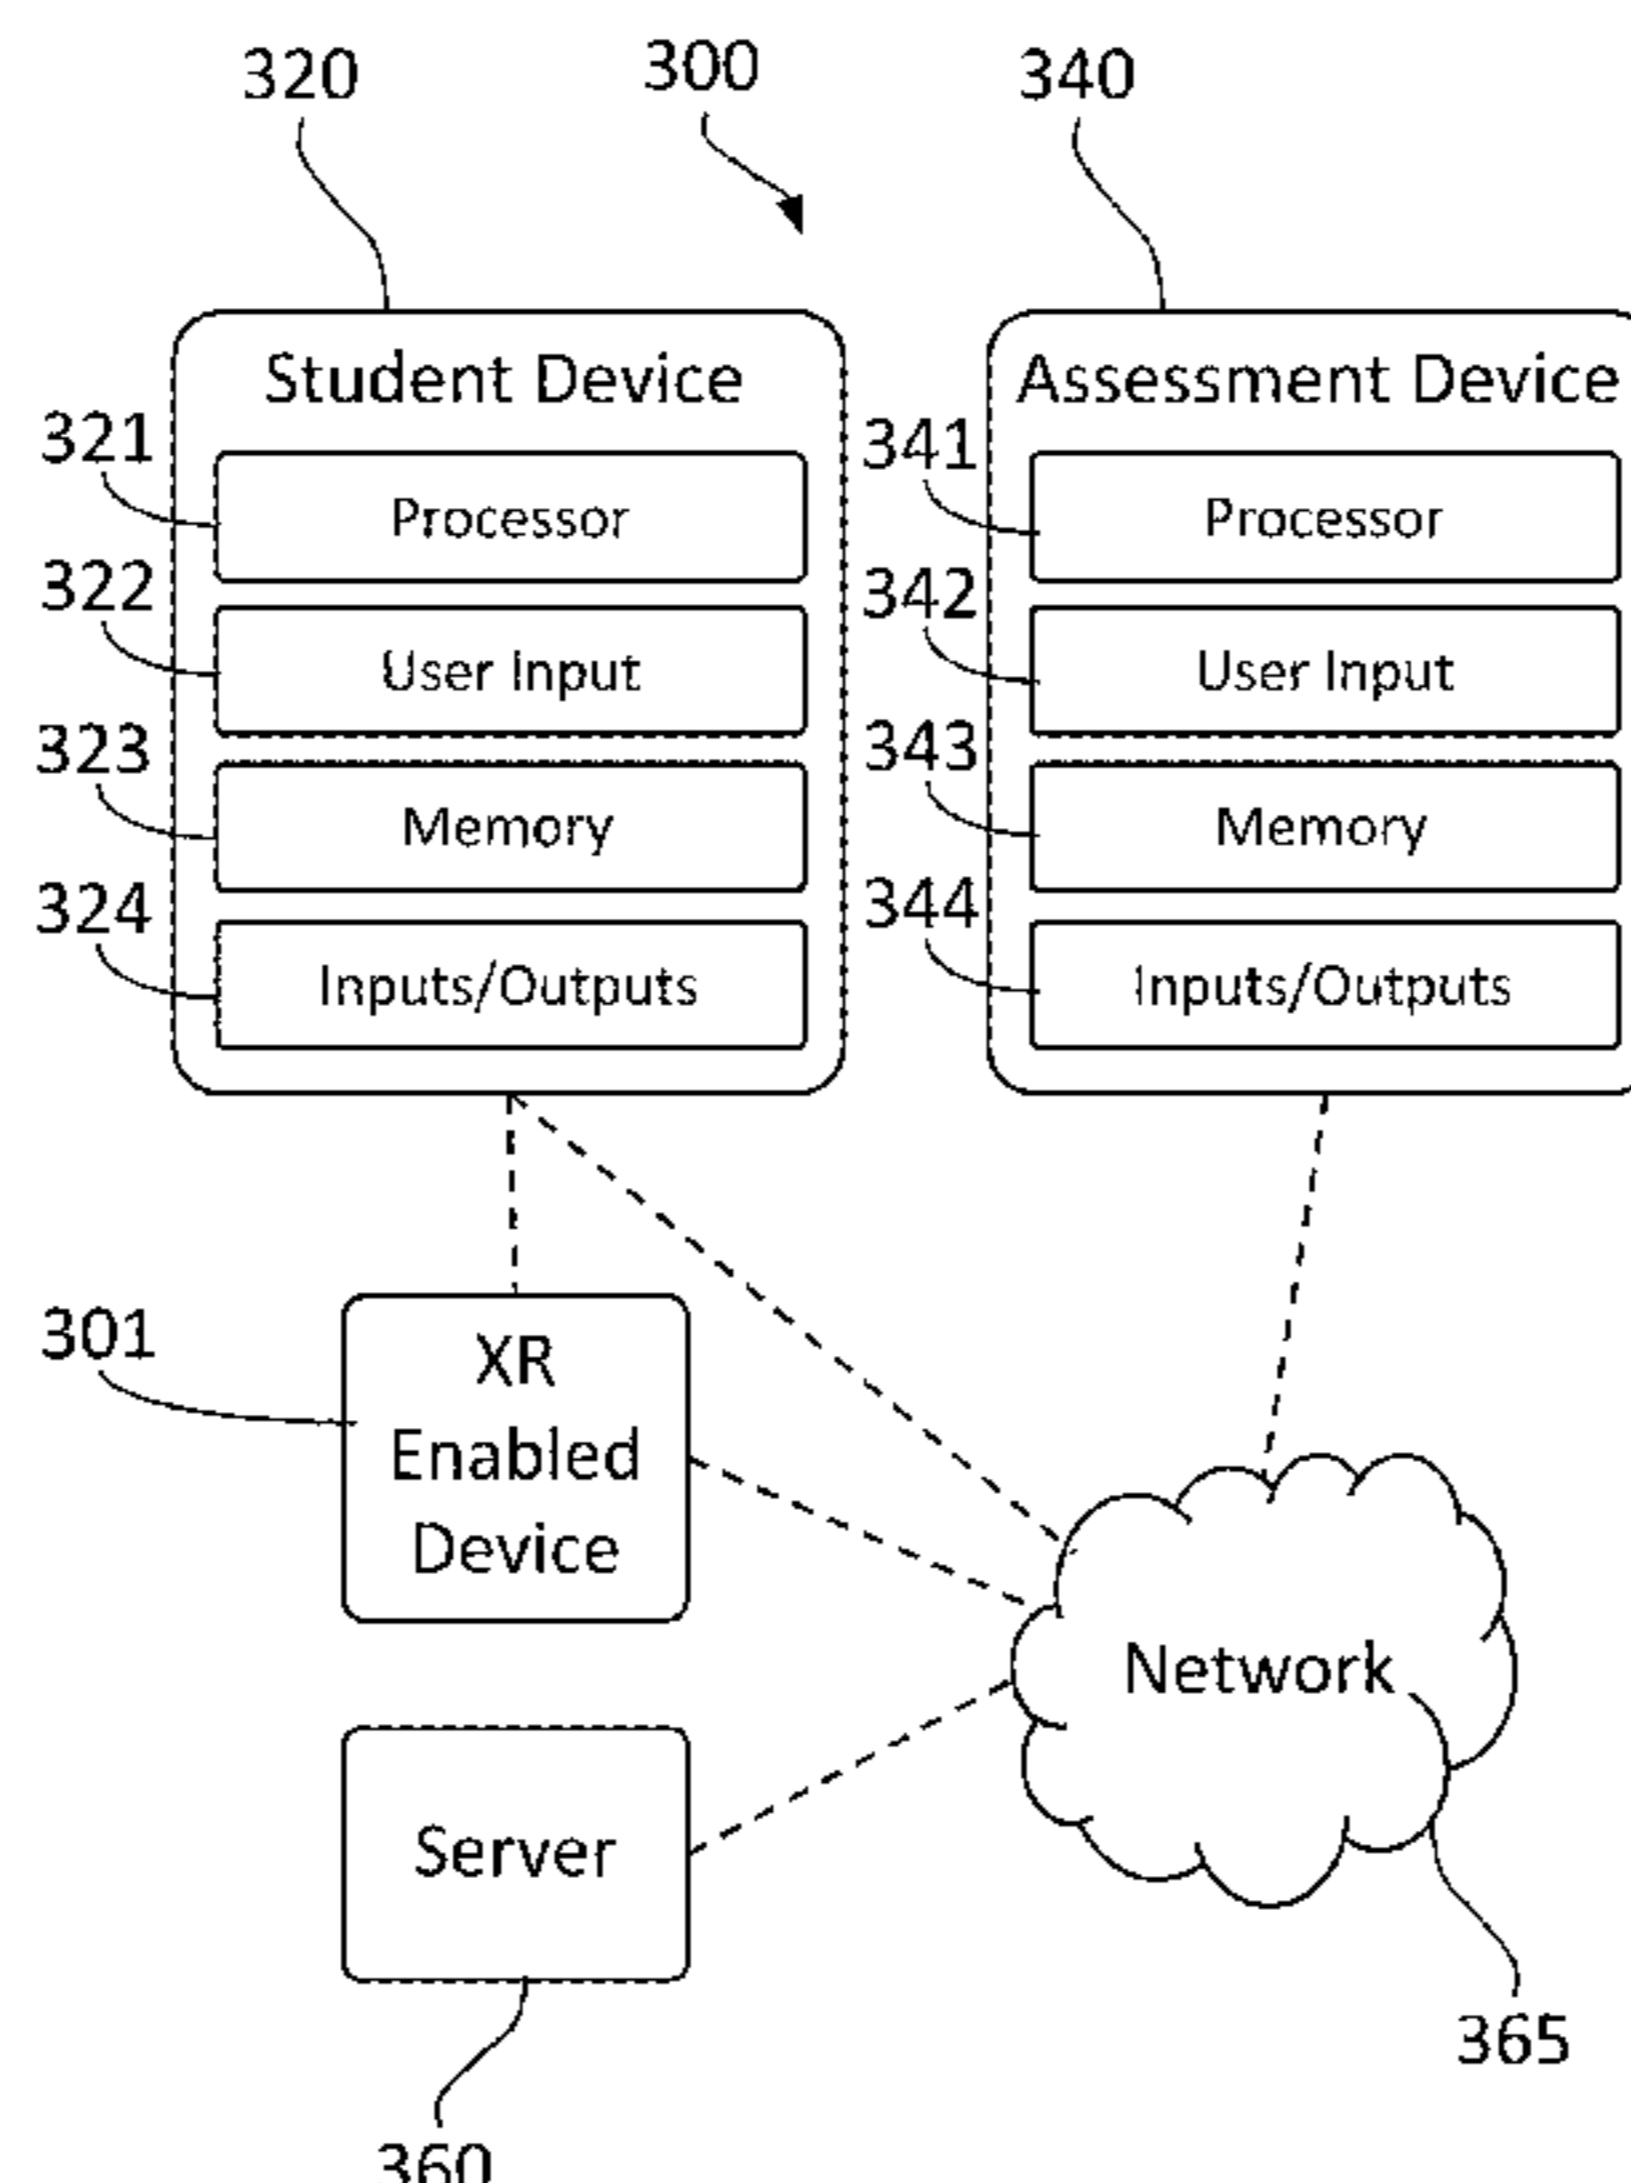 320
300
340
Student Device
Assessment Device
321
Processor
341
Processor
322
User Input
342
User Input
323
Memory
343
Memory
324
Inputs/Outputs
344
Inputs/Outputs
301
XR
Enabled
Device
Network
Server
365
360